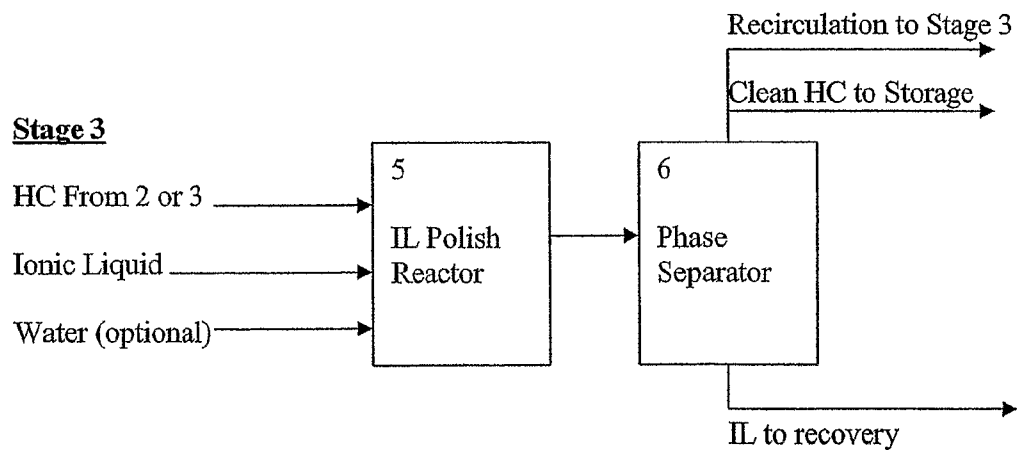 Recirculation to Stage 3
Clean HC to Storage
Stage 3
HC From 2 or 3
Ionic Liquid
Water (optional)
5
IL Polish
Reactor
6
Phase
Separator
IL to recovery